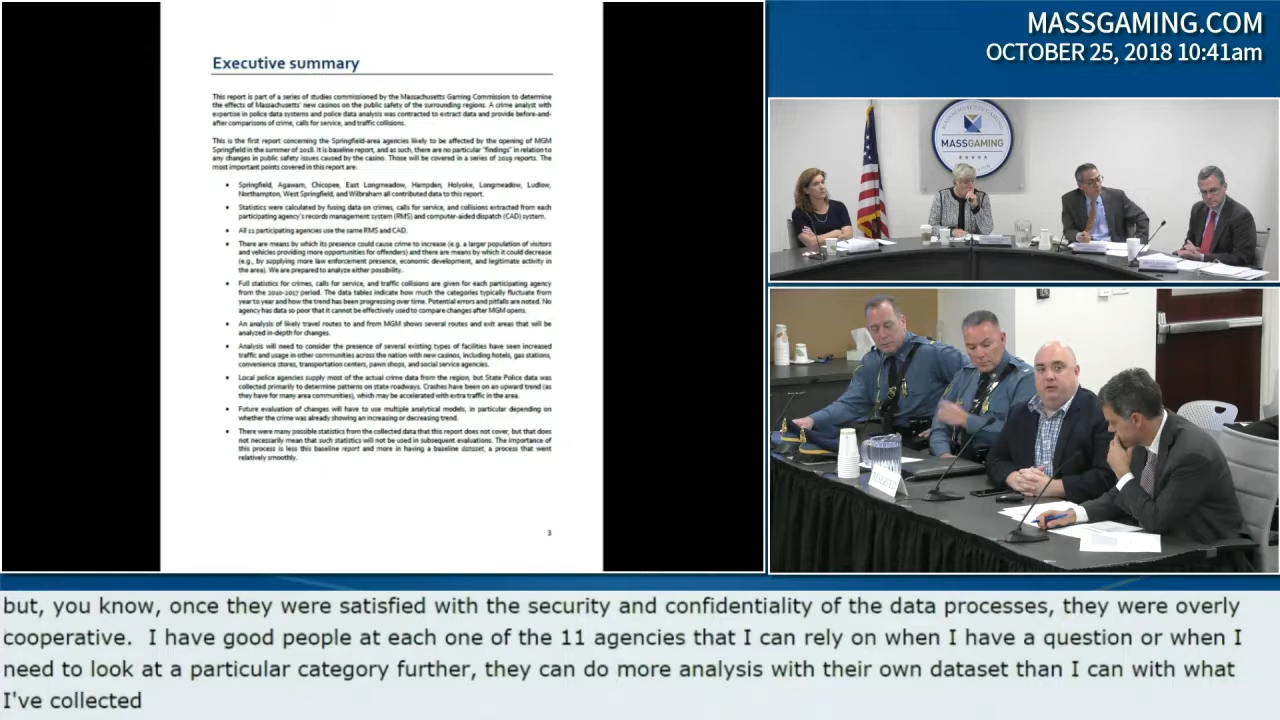 Executive summary
This report is part of a series of studies commissioned by the Massachusetts Gaming Commission to determine
the effects of Massachusetts' new casinos on the public safety of the surrounding regions. A crime analyst with
expertise in police data systems and police data analysis was contracted to extract data and provide before-and-
after comparisons of crime, calls for service, and traffic collisions.
This is the first report concerning the Springfield-area agencies likely to be affected by the opening of MGM
Springfield in the summer of 2018. It is baseline report, and as such, there are no particular "findings" in relation to
any changes in public safety issues caused by the casino. Those will be covered in a series of 2019 reports. The
most important points covered in this report are:
• Springfield, Agawam, Chicopee, East Longmeadow, Hampden, Holyoke, Longmeadow, Ludlow,
Northampton, West Springfield, and Wilbraham all contributed data to this report.
• Statistics were calculated by fusing data on crimes, calls for service, and collisions extracted from each
participating agency's records management system (RMS) and computer-aided dispatch (CAD) system.
• All 11 participating agencies use the same RMS and CAD.
• There are means by which its presence could cause crime to increase (e.g. a larger population of visitors
and vehicles providing more opportunities for offenders) and there are means by which it could decrease
(e.g., by supplying more law enforcement presence, economic development, and legitimate activity in
the area). We are prepared to analyze either possibility.
• Full statistics for crimes, calls for service, and traffic collisions are given for each participating agency
from the 2010-2017 period. The data tables indicate how much the categories typically fluctuate from
year to year and how the trend has been progressing over time. Potential errors and pitfalls are noted. No
agency has data so poor that it cannot be effectively used to compare changes after MGM opens.
• An analysis of likely travel routes to and from MGM shows several routes and exit areas that will be
analyzed in-depth for changes.
• Analysis will need to consider the presence of several existing types of facilities have seen increased
traffic and usage in other communities across the nation with new casinos, including hotels, gas stations,
convenience stores, transportation centers, pawn shops, and social service agencies.
• Local police agencies supply most of the actual crime data from the region, but State Police data was
collected primarily to determine patterns on state roadways. Crashes have been on an upward trend (as
they have for many area communities), which may be accelerated with extra traffic in the area.
• Future evaluation of changes will have to use multiple analytical models, in particular depending on
whether the crime was already showing an increasing or decreasing trend.
• There were many possible statistics from the collected data that this report does not cover, but that does
not necessarily mean that such statistics will not be used in subsequent evaluations. The importance of
this process is less this baseline report and more in having a baseline dataset, a process that went
relatively smoothly.
3
MASSGAMING.COM
OCTOBER 25, 2018 10:41am
MASSGAMING
but, you know, once they were satisfied with the security and confidentiality of the data processes, they were overly
cooperative.  I have good people at each one of the 11 agencies that I can rely on when I have a question or when I
need to look at a particular category further, they can do more analysis with their own dataset than I can with what
I've collected